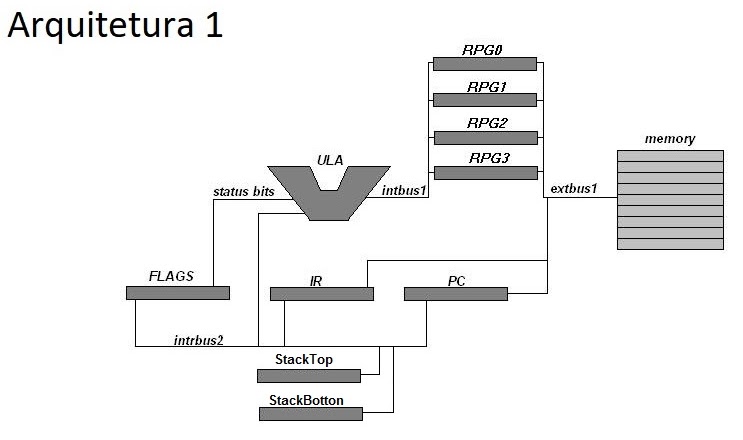 Arquitetura 1
RPG0
RPG1
RPG2
RPG3
memory
ULA
status bits
intbus1
extbus1
FLAGS
IR
PC
intrbus2
StackTop
StackBotton